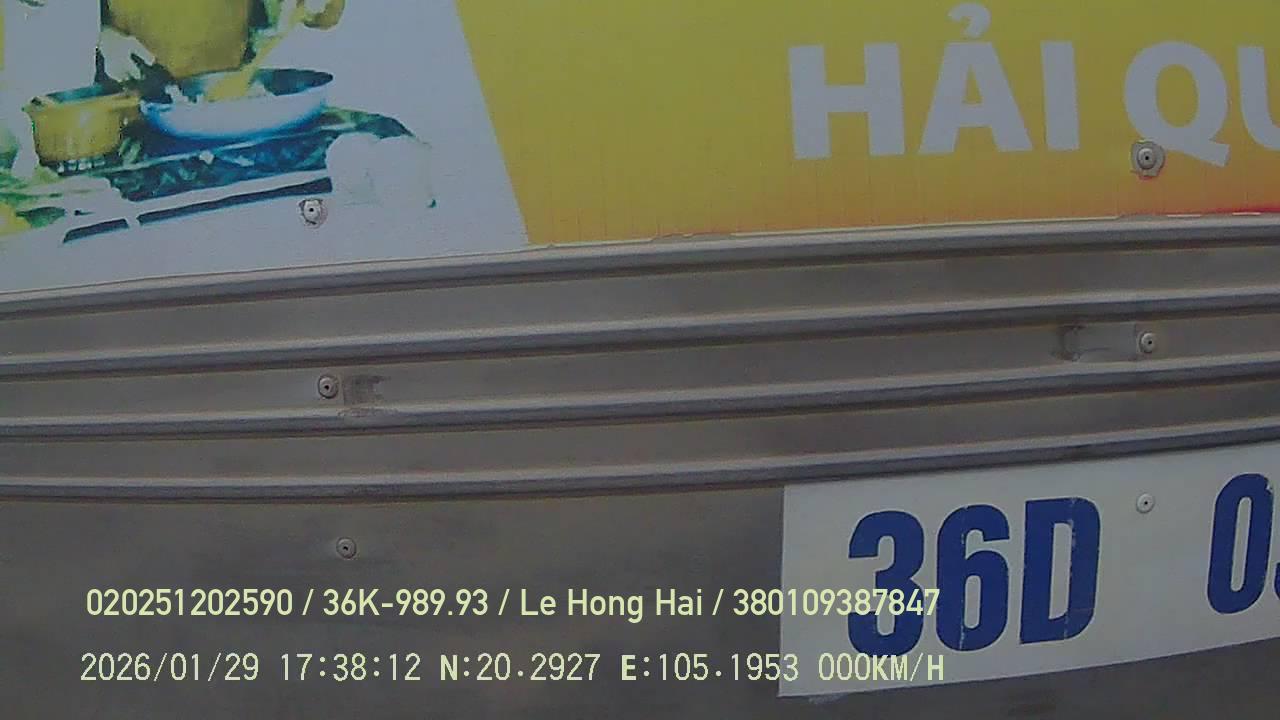 HẢI QU
36D 0
020251202590 / 36K-989.93 / Le Hong Hai / 380109387847
2026/01/29 17:38:12 N:20.2927 E:105.1953 000KM/H